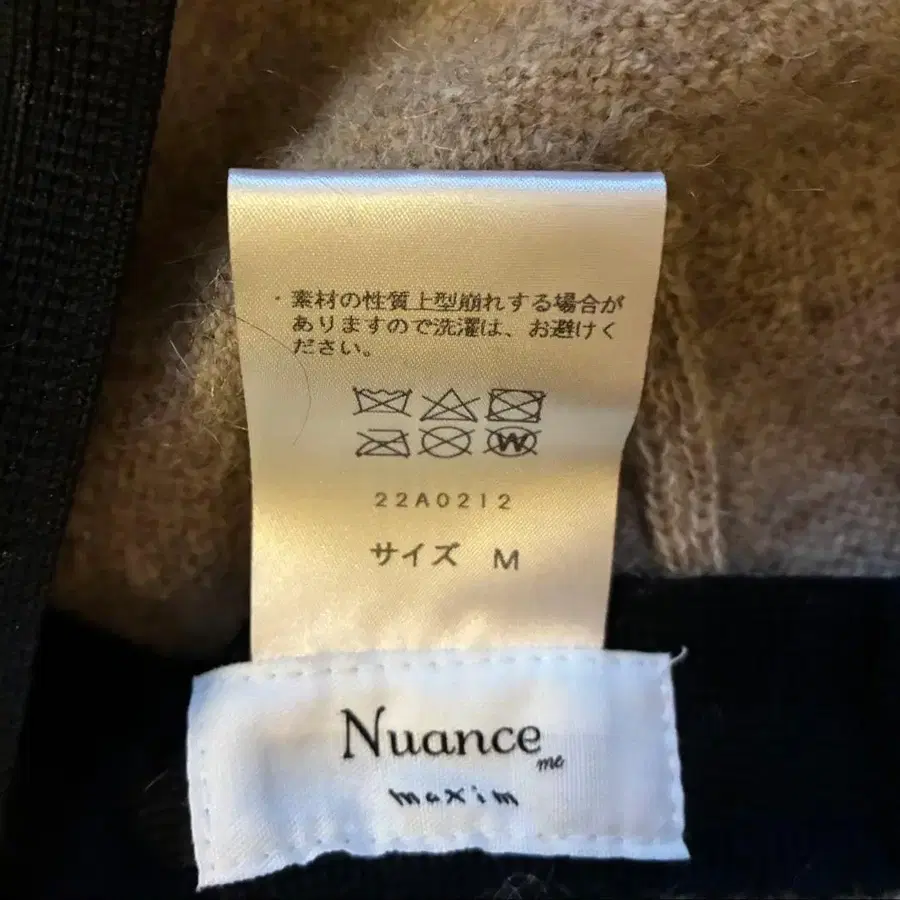 ・素材の性質上型崩れする場合が
ありますので洗濯は、お避けく
ださい。
W
22A0212
サイズ M
Nuance
me
maxim